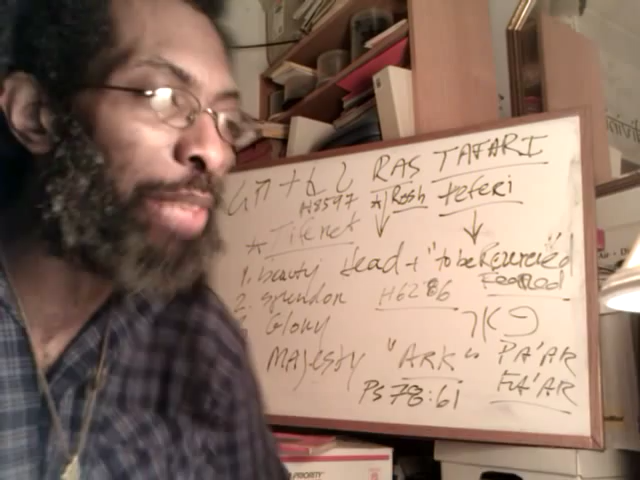 RAS TAFARI
H8597 Rosh teferi
* Tiferet
1. beauty Head + "to be Revered"
2. Splendor H6286 Feared
Glory
Majesty "ARK" PA'AR
Ps 78:61 FA'AR
PRIORITY